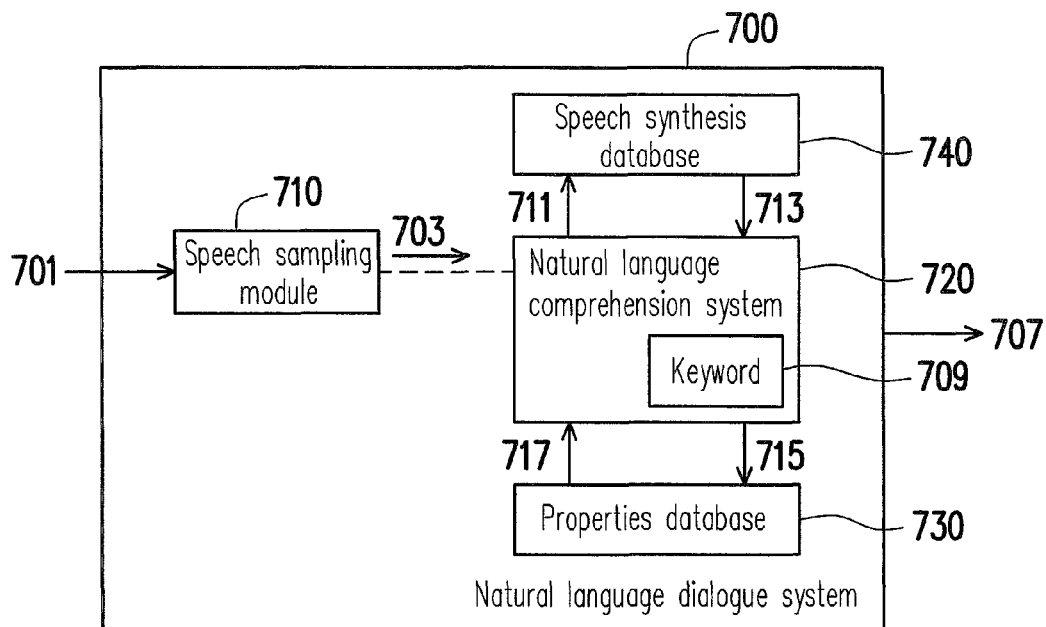 700
Speech synthesis
database
740
710
711
713
703
701
Speech sampling
module
Natural language
comprehension system
720
707
Keyword
709
717
715
Properties database
730
Natural language dialogue system